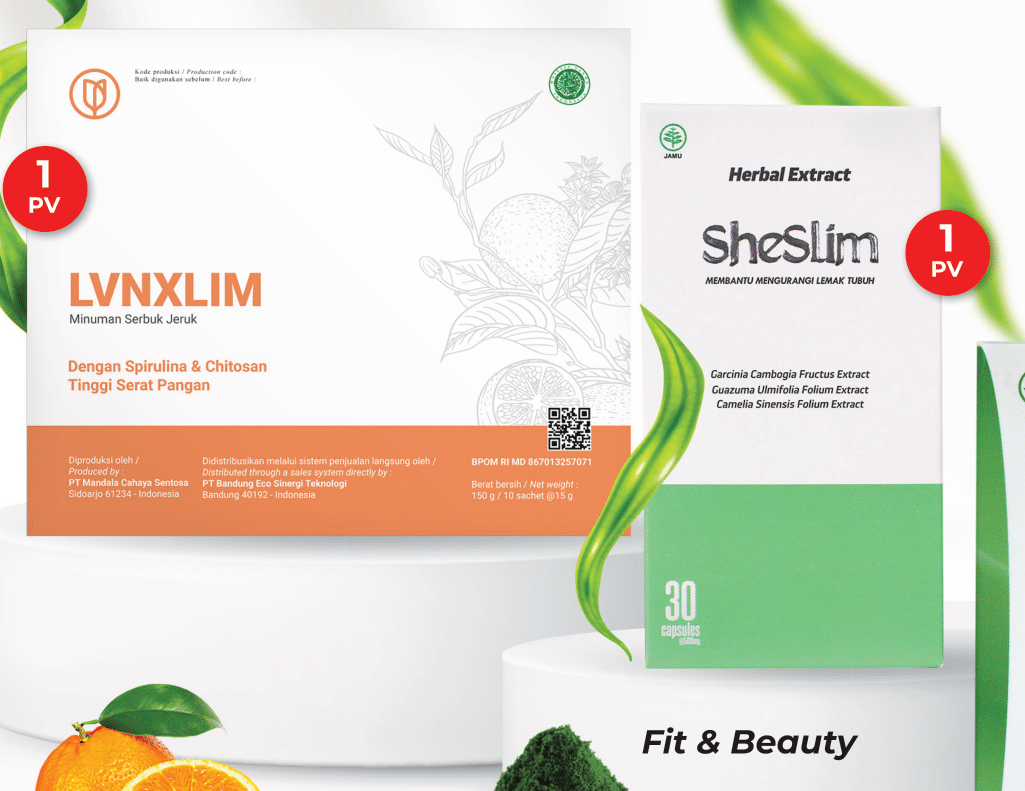 Kode produksi / Production code :
Baik digunakan sebelum / Best before :
1
PV
LVNXLIM
Minuman Serbuk Jeruk
Dengan Spirulina & Chitosan
Tinggi Serat Pangan
Diproduksi oleh /
Produced by :
PT Mandala Cahaya Sentosa
Sidoarjo 61234 - Indonesia
Didistribusikan melalui sistem penjualan langsung oleh /
Distributed through a sales system directly by :
PT Bandung Eco Sinergi Teknologi
Bandung 40192 - Indonesia
BPOM RI MD 867013257071
Berat bersih / Net weight :
150 g / 10 sachet @15 g
JAMU
Herbal Extract
SheSlim
MEMBANTU MENGURANGI LEMAK TUBUH
1
PV
Garcinia Cambogia Fructus Extract
Guazuma Ulmifolia Folium Extract
Camelia Sinensis Folium Extract
30
capsules
Fit & Beauty